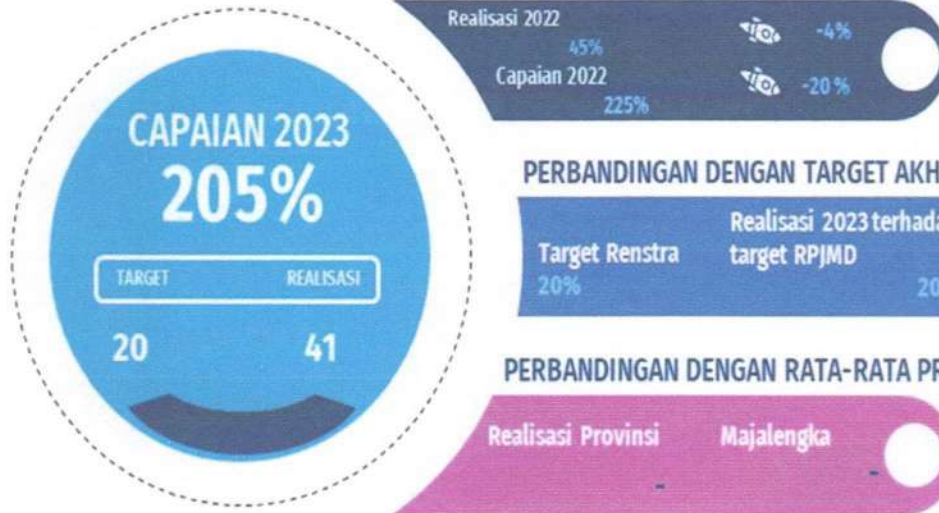 CAPAIAN 2023
205%
TARGET REALISASI
20 41
Realisasi 2022
45% -4%
Capaian 2022
225% -20%
PERBANDINGAN DENGAN TARGET AKH
Target Renstra
20%
Realisasi 2023 terhada
target RPJMD
20
PERBANDINGAN DENGAN RATA-RATA PR
Realisasi Provinsi Majalengka
- -